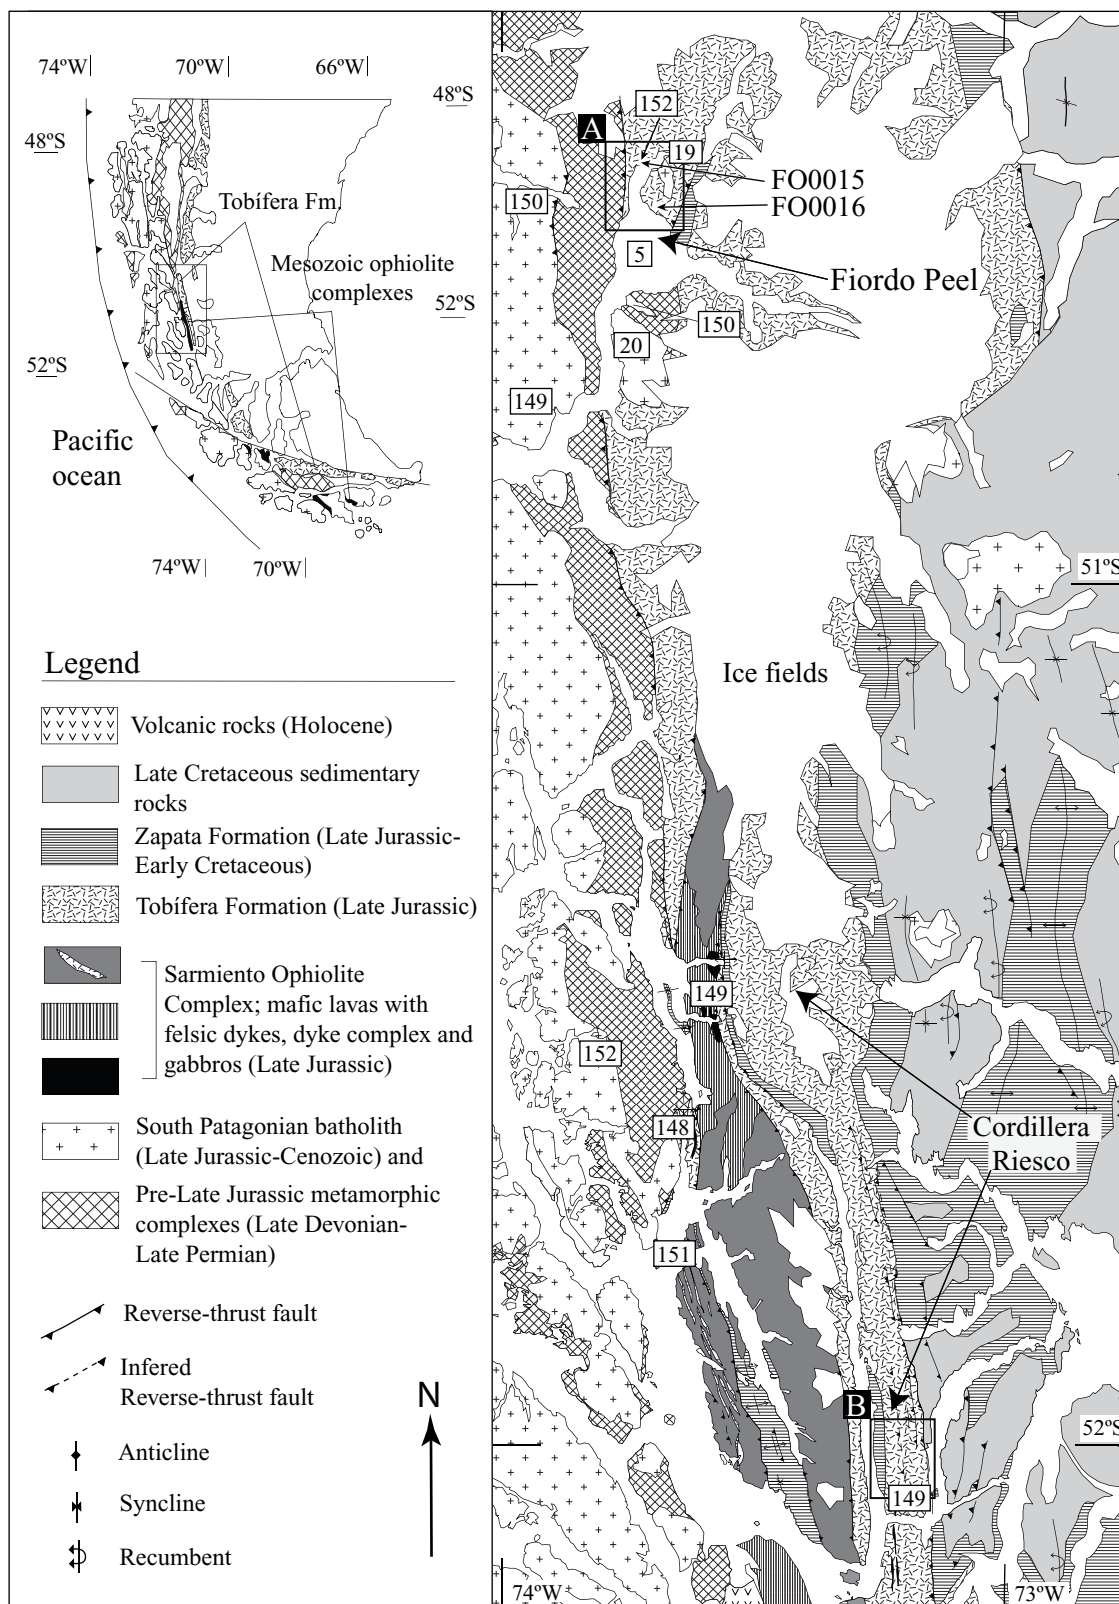 74ºW
70ºW
66ºW
48ºS
48ºS
Tobífera Fm.
Mesozoic ophiolite
complexes
52ºS
52ºS
Pacific
ocean
74ºW
70ºW
Legend
Volcanic rocks (Holocene)
Late Cretaceous sedimentary
rocks
Zapata Formation (Late Jurassic-
Early Cretaceous)
Tobífera Formation (Late Jurassic)
Sarmiento Ophiolite
Complex; mafic lavas with
felsic dykes, dyke complex and
gabbros (Late Jurassic)
South Patagonian batholith
(Late Jurassic-Cenozoic) and
Pre-Late Jurassic metamorphic
complexes (Late Devonian-
Late Permian)
Reverse-thrust fault
Infered
Reverse-thrust fault
Anticline
Syncline
Recumbent
N
152
A
19
FO0015
FO0016
150
5
Fiordo Peel
150
20
149
51ºS
Ice fields
149
152
148
Cordillera
Riesco
151
B
52ºS
149
74ºW
73ºW